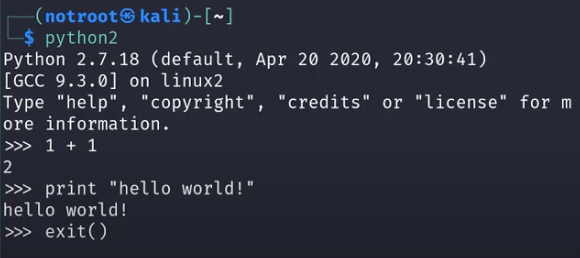 (notroot㉿kali)-[~]
$ python2
Python 2.7.18 (default, Apr 20 2020, 20:30:41)
[GCC 9.3.0] on linux2
Type "help", "copyright", "credits" or "license" for m
ore information.
>>> 1 + 1
2
>>> print "hello world!"
hello world!
>>> exit()